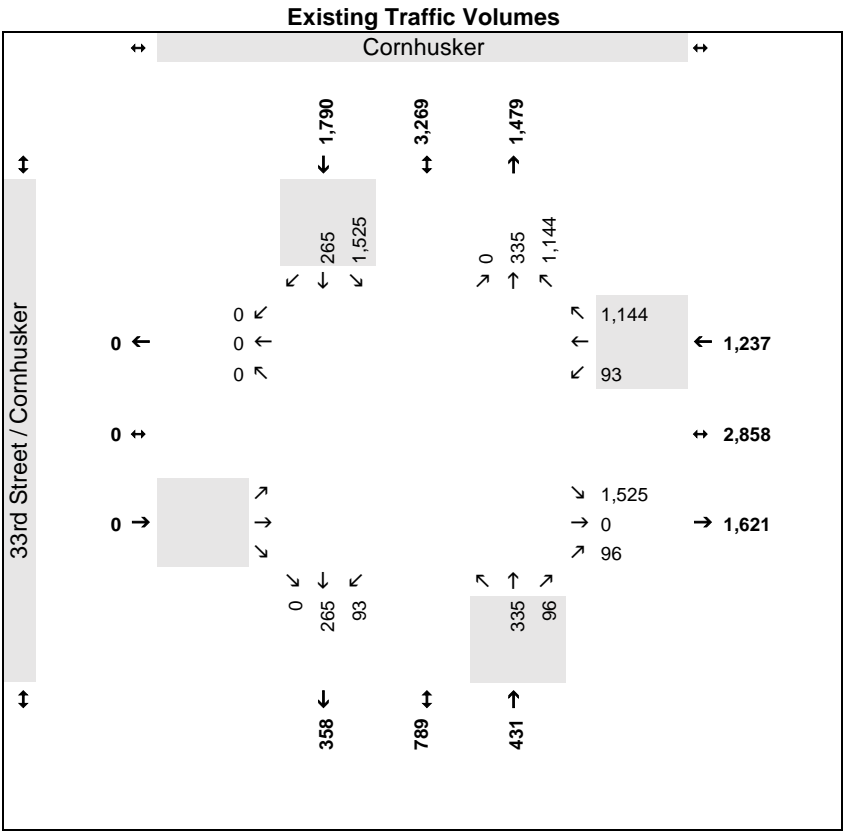 Existing Traffic Volumes
↔ Cornhusker ↔
1,790 3,269 1,479
↓ ↕ ↑
↕
265 1,525
0 335 1,144
↙ ↓ ↘ ↗ ↑ ↖
0 ↙ ↖ 1,144
0 ← 0 ← ← ← 1,237
0 ↖ ↙ 93
33rd Street / Cornhusker
0 ↔ ↔ 2,858
↗ ↘ 1,525
0 → → → 0 → 1,621
↘ ↗ 96
↘ ↓ ↙ ↖ ↑ ↗
0 265 93 335 96
↕ ↓ ↕ ↑
358 789 431